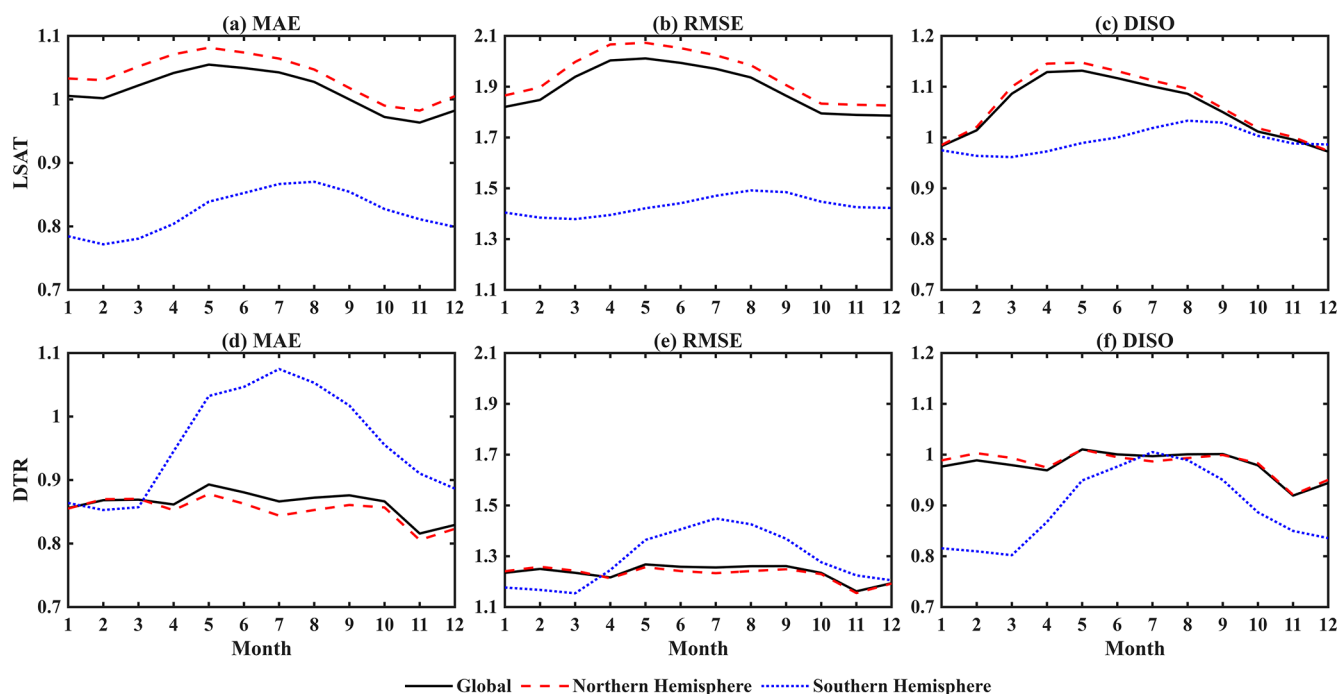 (a) MAE
(b) RMSE
(c) DISO
1.1
1
0.9
0.8
0.7
LSAT
1 2 3 4 5 6 7 8 9 10 11 12
2.1
1.9
1.7
1.5
1.3
1.1
1 2 3 4 5 6 7 8 9 10 11 12
1.2
1.1
1
0.9
0.8
0.7
1 2 3 4 5 6 7 8 9 10 11 12
(d) MAE
(e) RMSE
(f) DISO
1.1
1
0.9
0.8
0.7
DTR
1 2 3 4 5 6 7 8 9 10 11 12
Month
2.1
1.9
1.7
1.5
1.3
1.1
1 2 3 4 5 6 7 8 9 10 11 12
Month
1.2
1.1
1
0.9
0.8
0.7
1 2 3 4 5 6 7 8 9 10 11 12
Month
Global Northern Hemisphere Southern Hemisphere